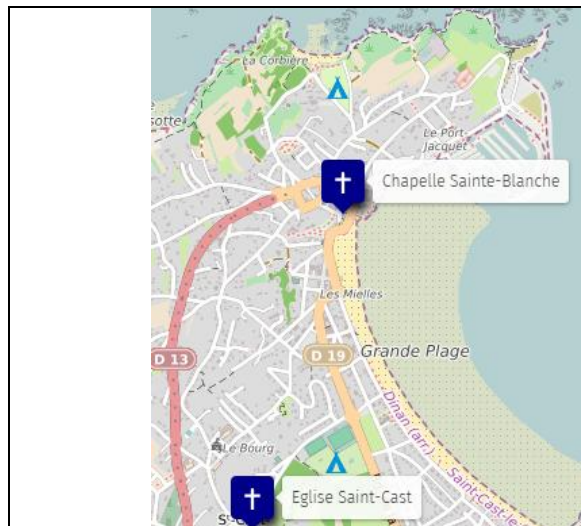 La Corbière
sotte
Le Port-
Jacquet
Chapelle Sainte-Blanche
Les Mielles
D 13
D 19
Grande Plage
Dinan (arr.)
Saint-Cast-l
Le Bourg
Eglise Saint-Cast